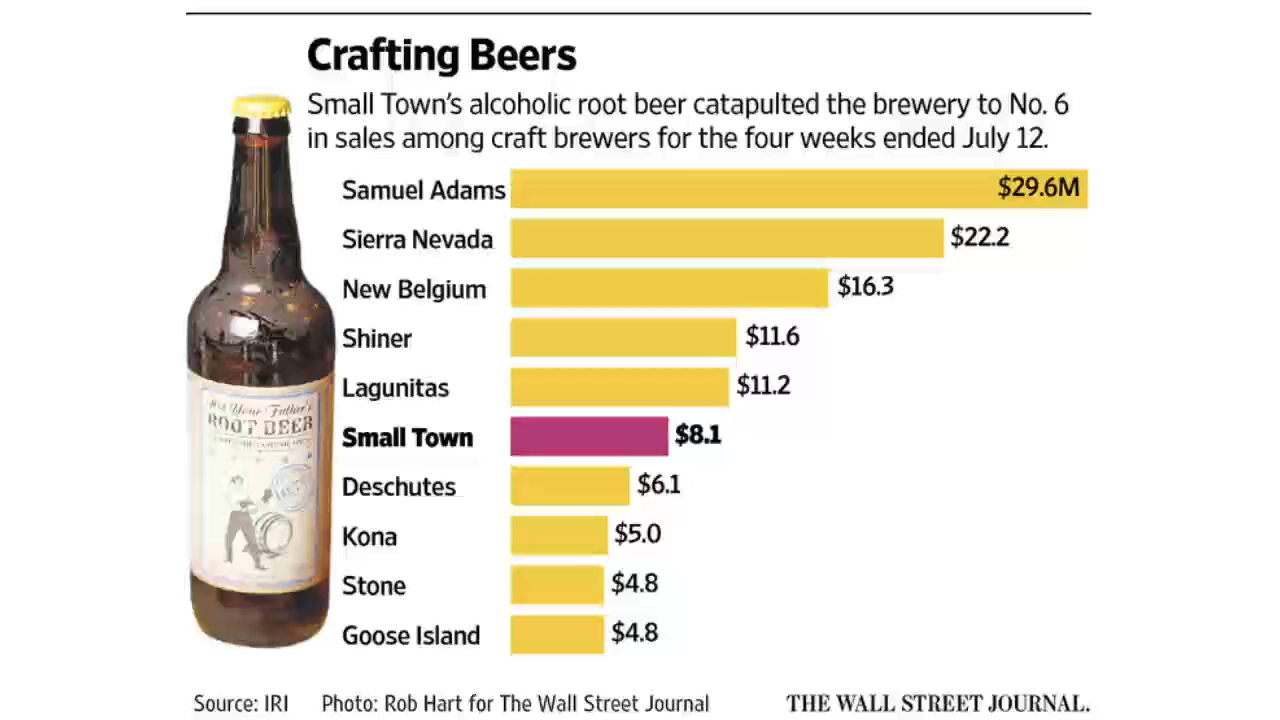 Crafting Beers
Small Town's alcoholic root beer catapulted the brewery to No. 6
in sales among craft brewers for the four weeks ended July 12.
Samuel Adams $29.6M
Sierra Nevada $22.2
New Belgium $16.3
Shiner $11.6
Lagunitas $11.2
Small Town $8.1
Deschutes $6.1
Kona $5.0
Stone $4.8
Goose Island $4.8
Not Your Father's
ROOT BEER
Source: IRI Photo: Rob Hart for The Wall Street Journal THE WALL STREET JOURNAL.